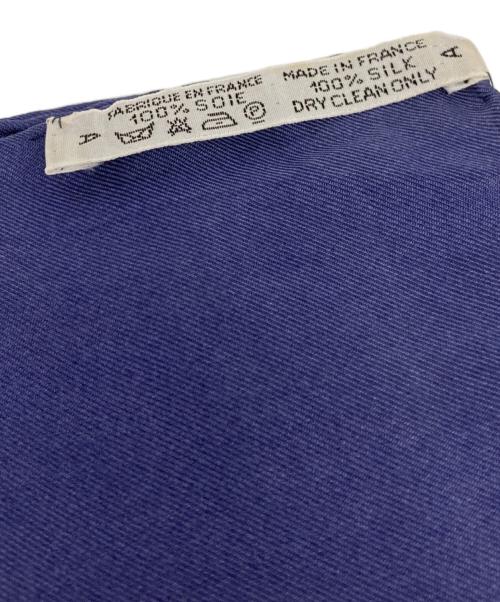 A
FABRIQUE EN FRANCE
100% SOIE
MADE IN FRANCE
100% SILK
DRY CLEAN ONLY
A